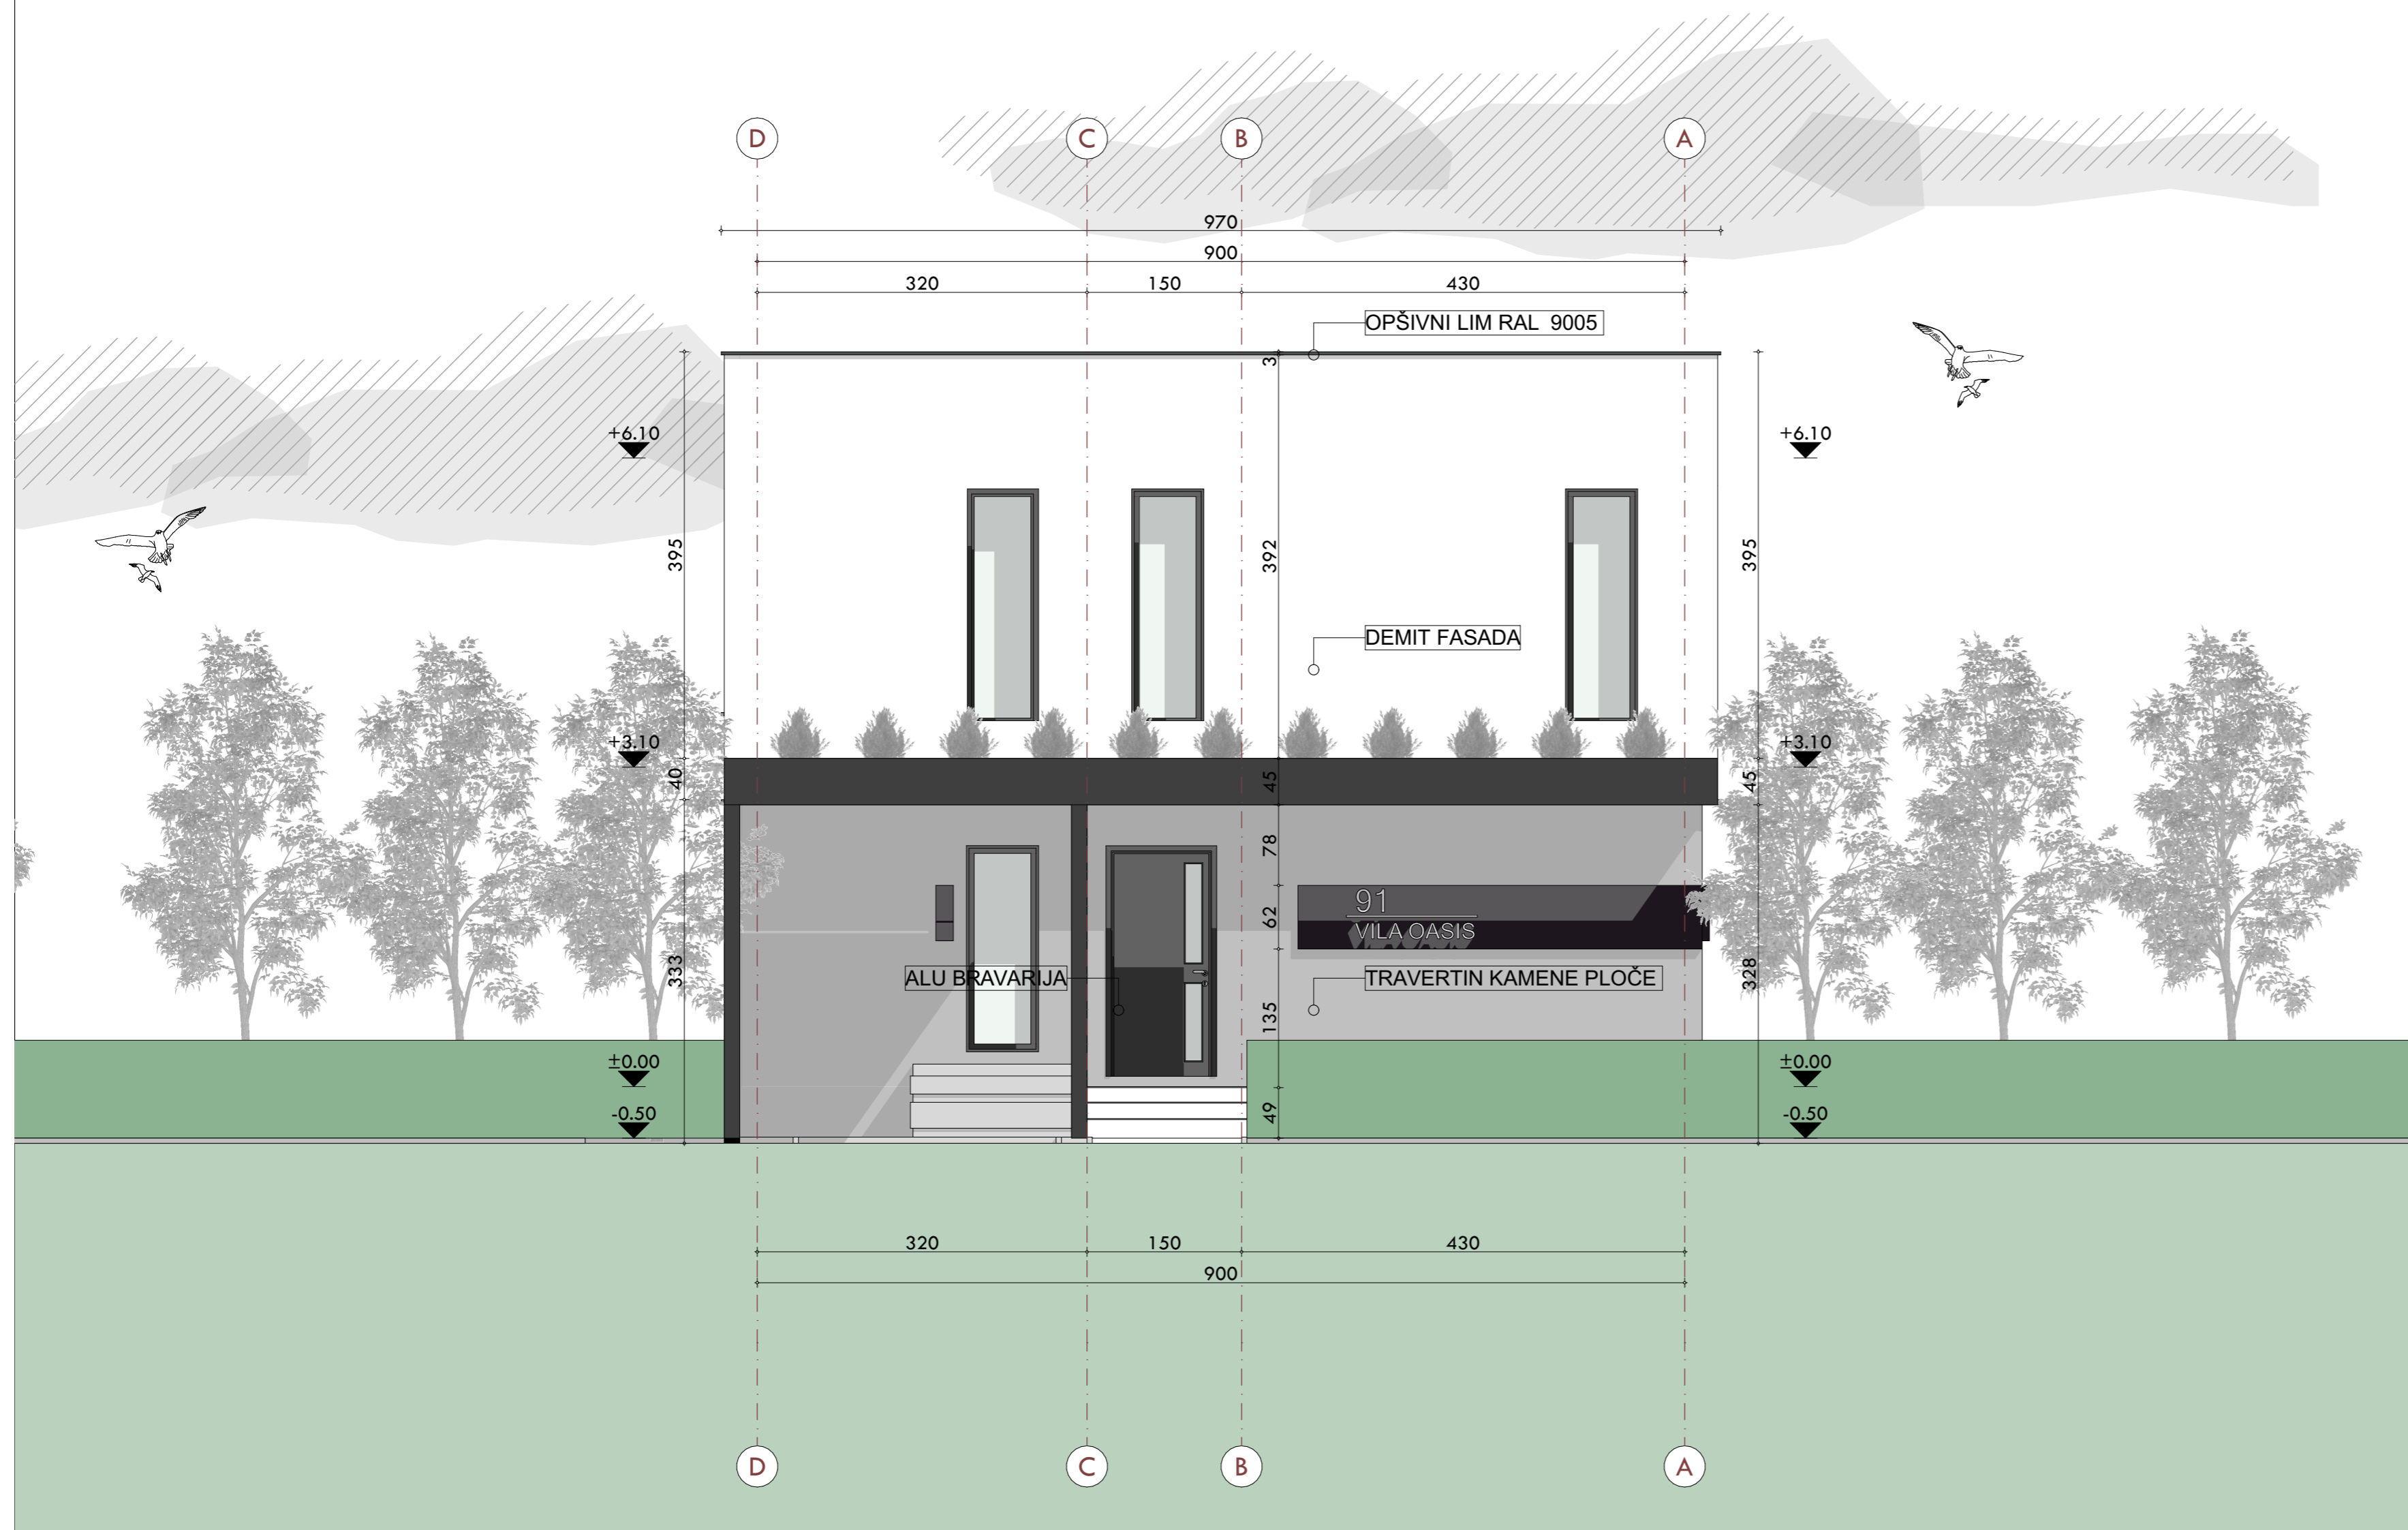 D C B A
970
900
320 150 430
OPŠIVNI LIM RAL 9005
3
+6.10 +6.10
395 392 395
DEMIT FASADA
+3.10 +3.10
40 45 45
78
91
62
VILA OASIS
333 ALU BRAVARIJA TRAVERTIN KAMENE PLOČE 328
135
±0.00 ±0.00
-0.50 49 -0.50
320 150 430
900
D C B A